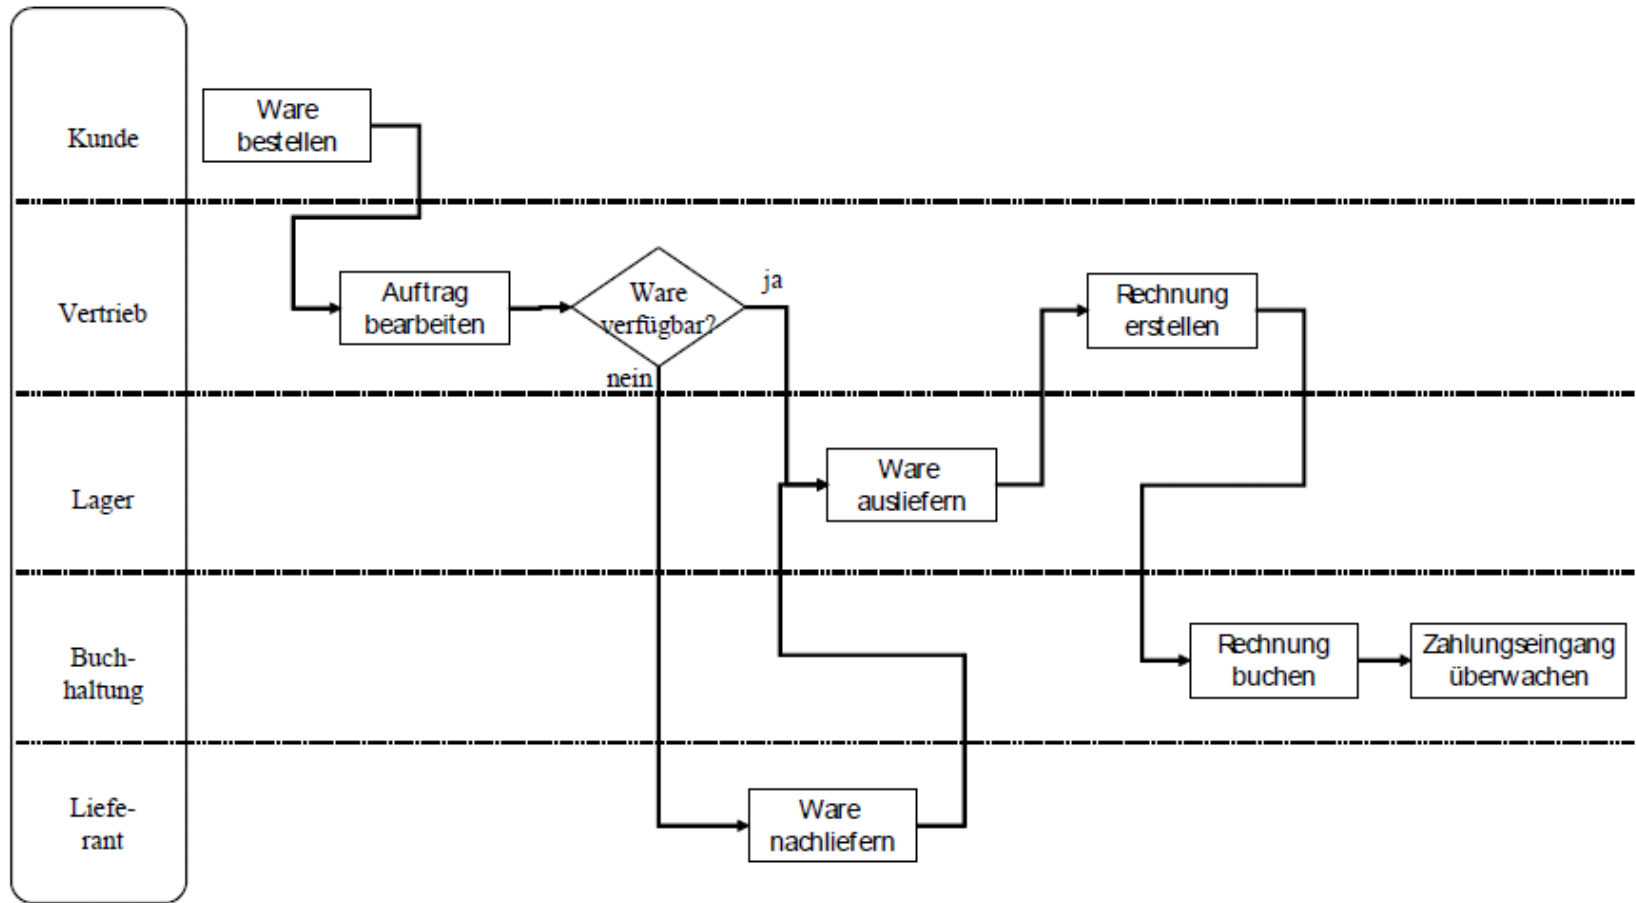 Kunde
Ware
bestellen
Vertrieb
Auftrag
bearbeiten
Ware
verfügbar?
ja
nein
Rechnung
erstellen
Lager
Ware
ausliefern
Buch-
haltung
Rechnung
buchen
Zahlungseingang
überwachen
Liefe-
rant
Ware
nachliefern